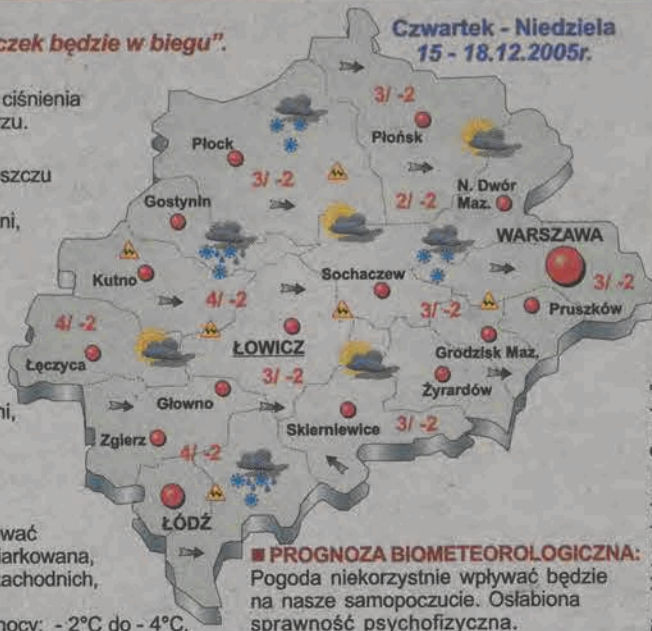 czek będzie w biegu”.
Czwartek - Niedziela
15 - 18.12.2005r.
ciśnienia
zu.
szczu
ni,
3/ -2
Płońsk
Płock
3/ -2
2/ -2
N. Dwór
Maz.
Gostynin
WARSZAWA
Kutno
Sochaczew
4/ -2
3/ -2
3/ -2
Pruszków
4/ -2
ŁOWICZ
Grodzisk Maz.
Łęczyca
3/ -2
Żyrardów
ni,
Głowno
Skierniewice
3/ -2
Zgierz
4/ -2
ŁÓDŹ
wać
iarkowana,
zachodnich,
nocy: - 2°C do - 4°C.
■ PROGNOZA BIOMETEOROLOGICZNA:
Pogoda niekorzystnie wpływać będzie
na nasze samopoczucie. Osłabiona
sprawność psychofizyczna.